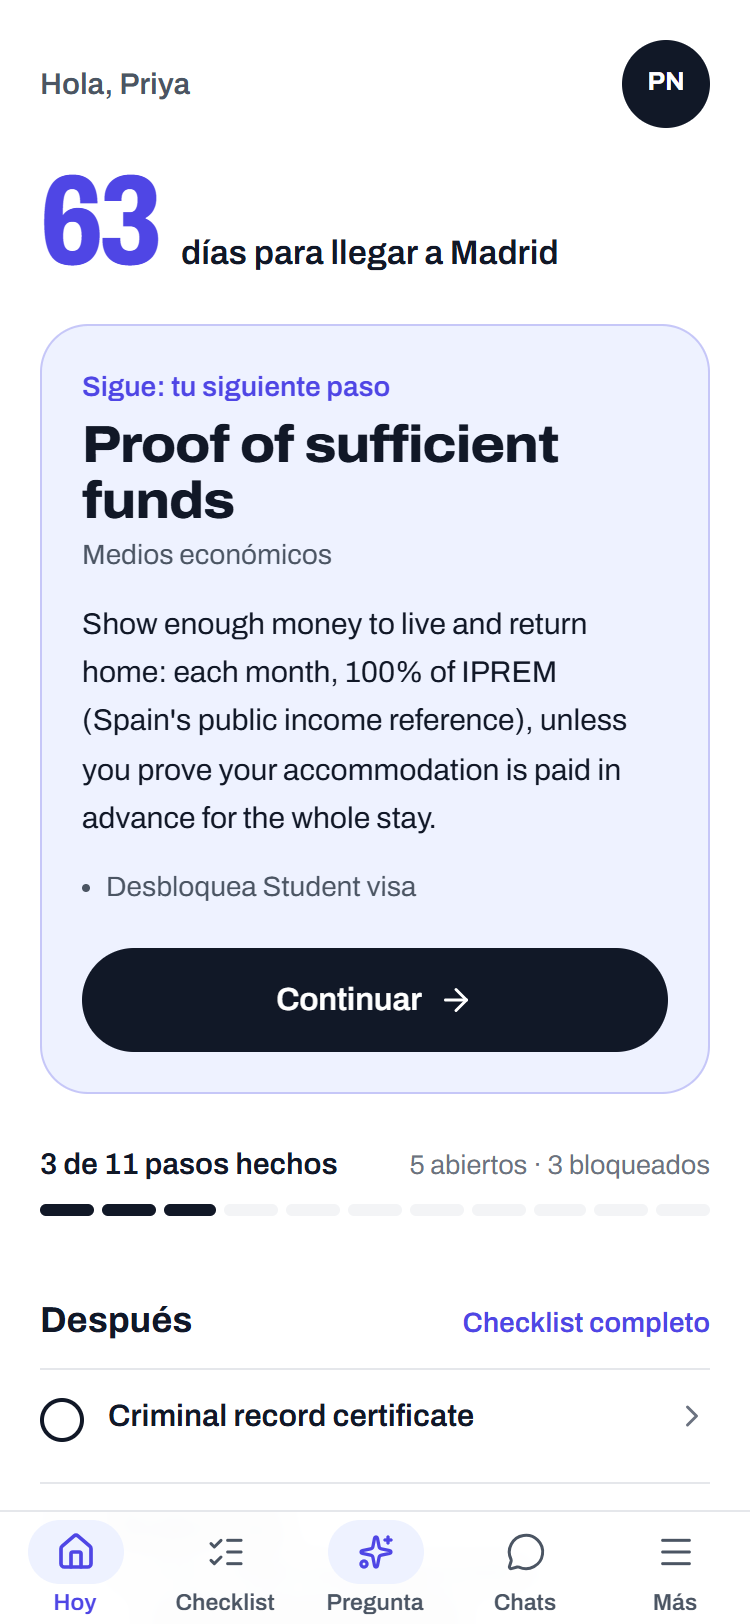 Hola, Priya
PN
63 días para llegar a Madrid
Sigue: tu siguiente paso
Proof of sufficient
funds
Medios económicos
Show enough money to live and return
home: each month, 100% of IPREM
(Spain's public income reference), unless
you prove your accommodation is paid in
advance for the whole stay.
• Desbloquea Student visa
Continuar →
3 de 11 pasos hechos
5 abiertos · 3 bloqueados
Después
Checklist completo
Criminal record certificate
Hoy
Checklist
Pregunta
Chats
Más